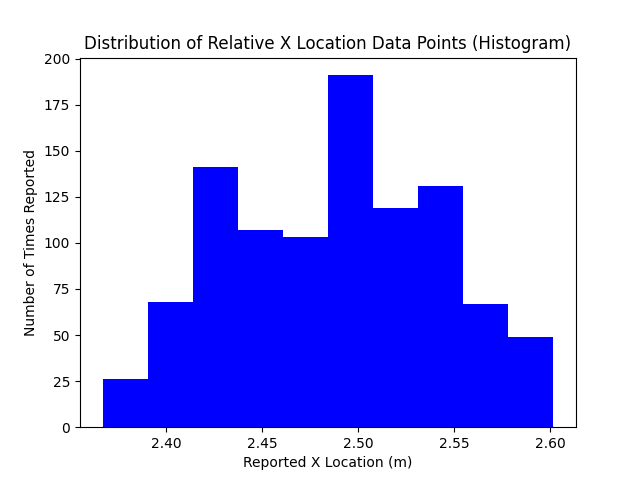 Distribution of Relative X Location Data Points (Histogram)
200
175
150
125
100
75
50
25
0
Number of Times Reported
2.40 2.45 2.50 2.55 2.60
Reported X Location (m)